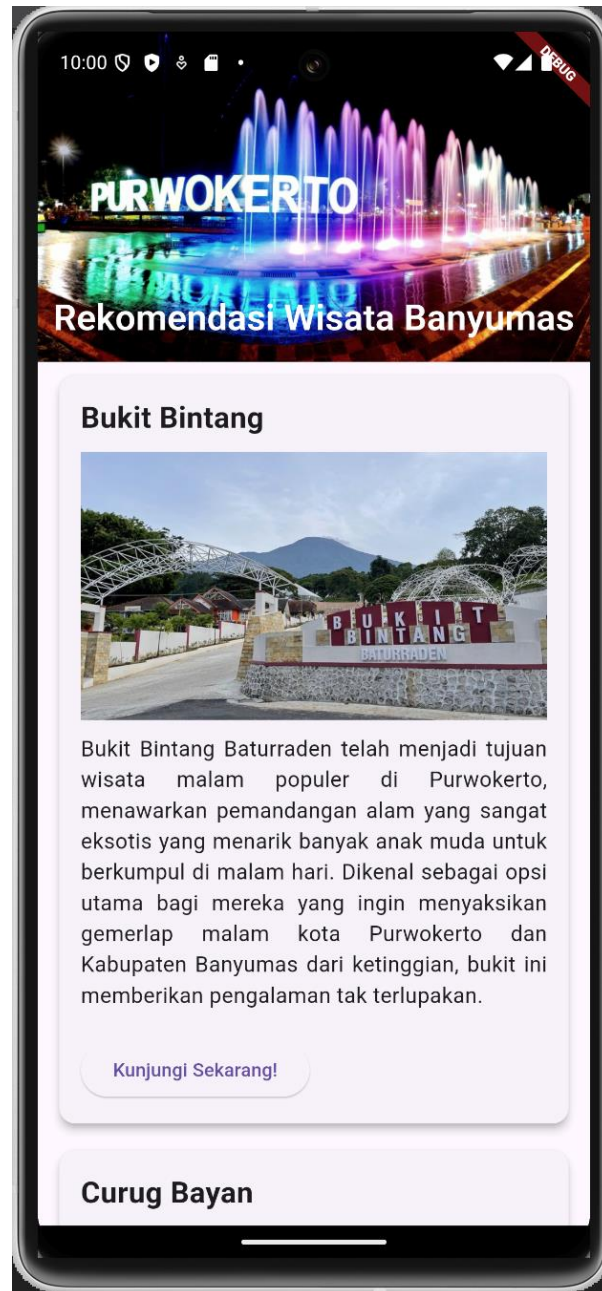 10:00
DEBUG
PURWOKERTO
Rekomendasi Wisata Banyumas
Bukit Bintang
BUKIT
BINTANG
BATURRADEN
Bukit Bintang Baturraden telah menjadi tujuan
wisata malam populer di Purwokerto,
menawarkan pemandangan alam yang sangat
eksotis yang menarik banyak anak muda untuk
berkumpul di malam hari. Dikenal sebagai opsi
utama bagi mereka yang ingin menyaksikan
gemerlap malam kota Purwokerto dan
Kabupaten Banyumas dari ketinggian, bukit ini
memberikan pengalaman tak terlupakan.
Kunjungi Sekarang!
Curug Bayan